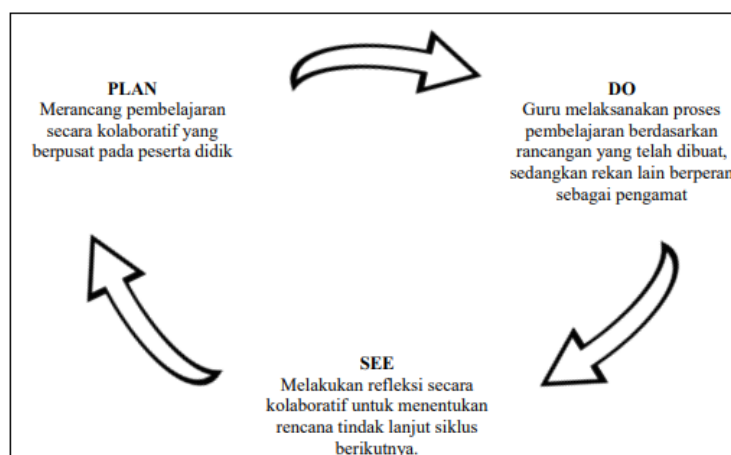 PLAN
Merancang pembelajaran
secara kolaboratif yang
berpusat pada peserta didik
DO
Guru melaksanakan proses
pembelajaran berdasarkan
rancangan yang telah dibuat,
sedangkan rekan lain berperan
sebagai pengamat
SEE
Melakukan refleksi secara
kolaboratif untuk menentukan
rencana tindak lanjut siklus
berikutnya.